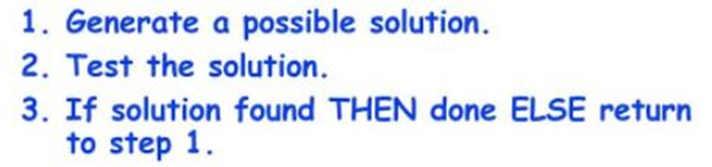 1. Generate a possible solution.
2. Test the solution.
3. If solution found THEN done ELSE return
to step 1.